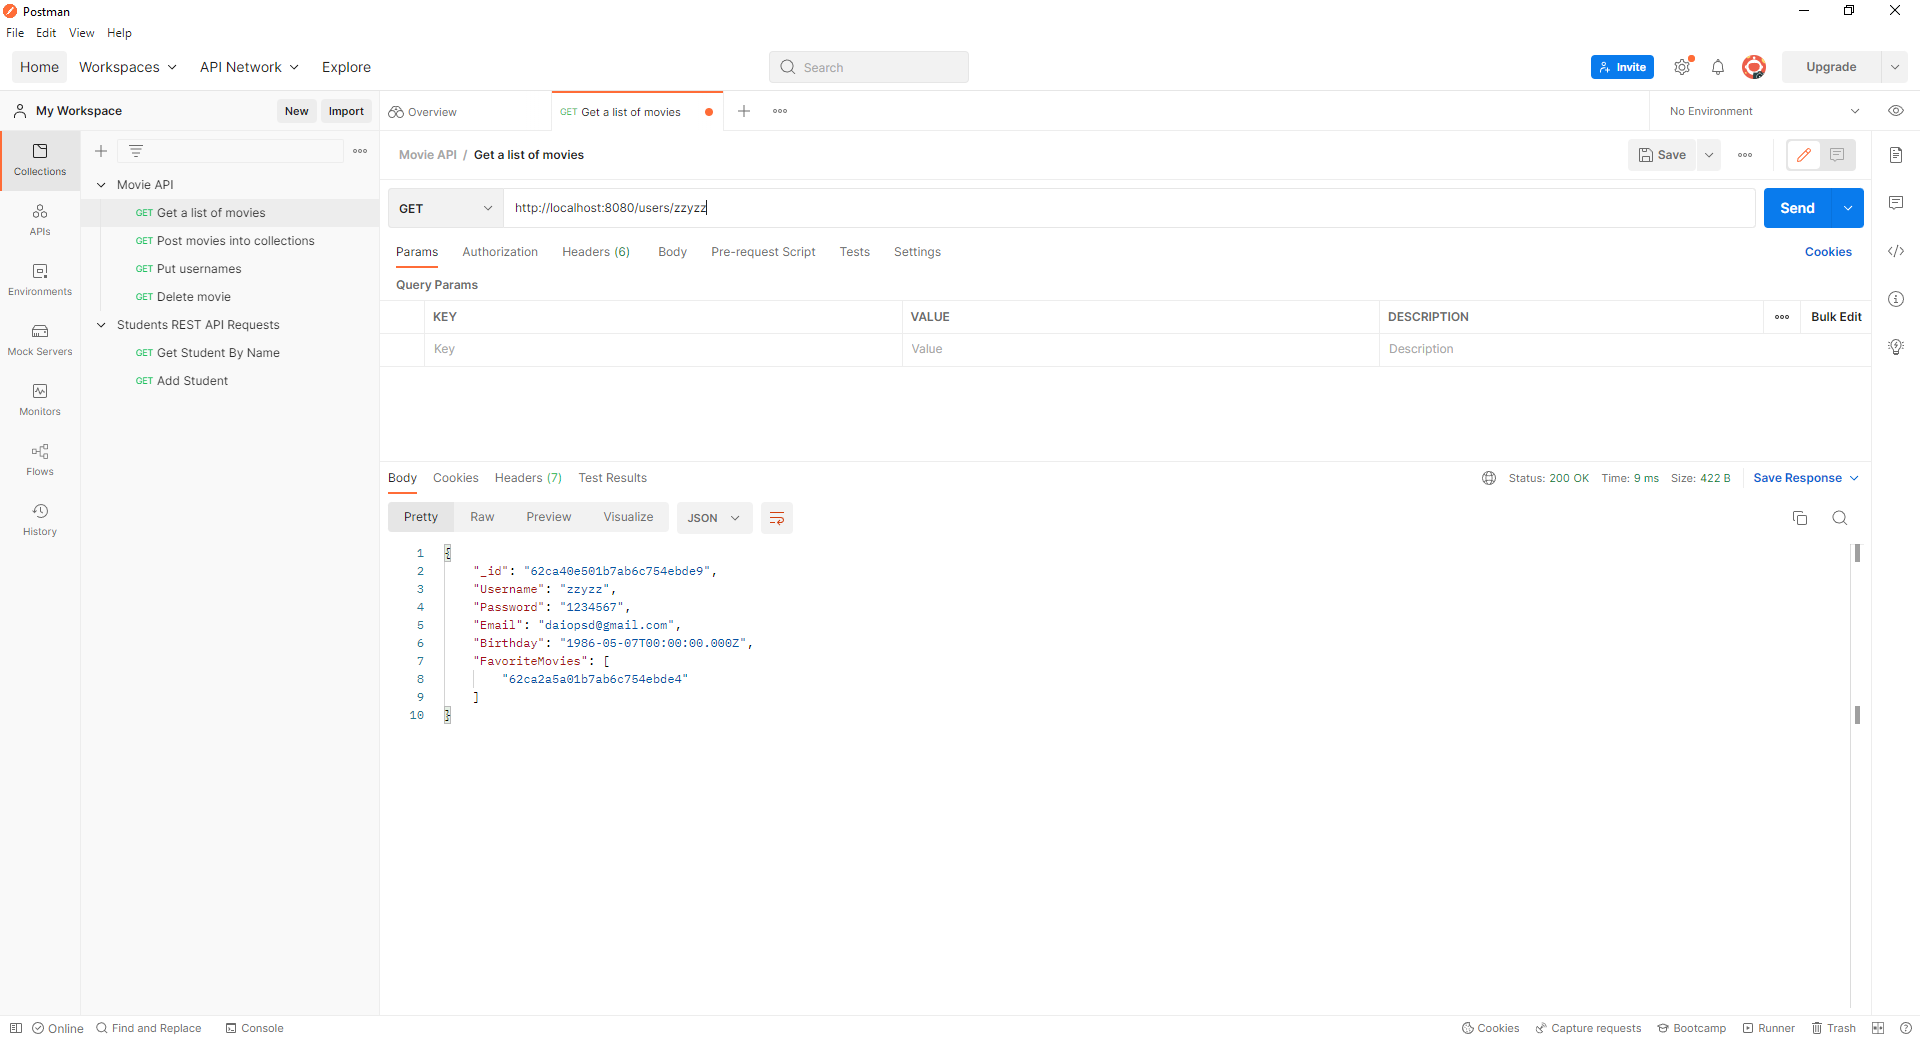 Postman
File Edit View Help
Home Workspaces API Network Explore Search Invite Upgrade
My Workspace New Import Overview GET Get a list of movies No Environment
Collections
APIs
Environments
Mock Servers
Monitors
Flows
History
Movie API
GET Get a list of movies
GET Post movies into collections
GET Put usernames
GET Delete movie
Students REST API Requests
GET Get Student By Name
GET Add Student
Movie API / Get a list of movies Save
GET http://localhost:8080/users/zzyzz Send
Params Authorization Headers (6) Body Pre-request Script Tests Settings Cookies
Query Params
KEY VALUE DESCRIPTION Bulk Edit
Key Value Description
Body Cookies Headers (7) Test Results Status: 200 OK Time: 9 ms Size: 422 B Save Response
Pretty Raw Preview Visualize JSON
1 {
2 "_id": "62ca40e501b7ab6c754ebde9",
3 "Username": "zzyzz",
4 "Password": "1234567",
5 "Email": "daiopsd@gmail.com",
6 "Birthday": "1986-05-07T00:00:00.000Z",
7 "FavoriteMovies": [
8 "62ca2a5a01b7ab6c754ebde4"
9 ]
10 }
Online Find and Replace Console Cookies Capture requests Bootcamp Runner Trash